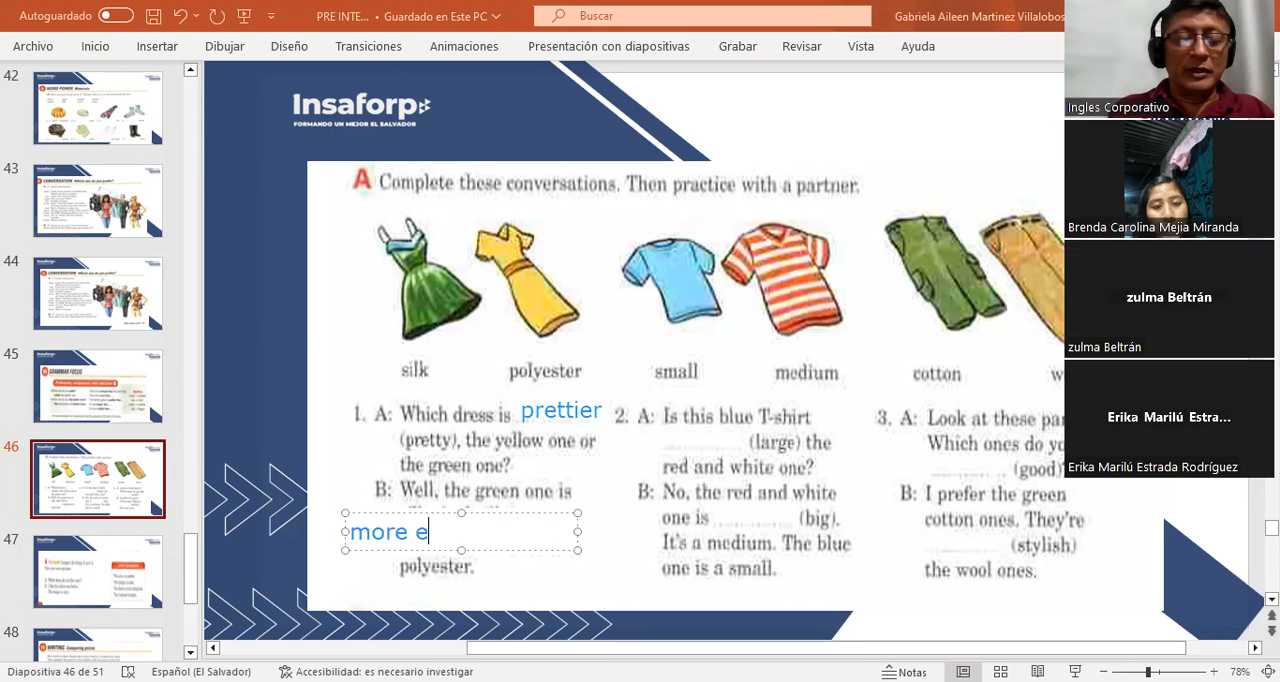 Autoguardado
PRE INTE... • Guardado en Este PC
Buscar
Gabriela Aileen Martinez Villalobos
Archivo Inicio Insertar Dibujar Diseño Transiciones Animaciones Presentación con diapositivas Grabar Revisar Vista Ayuda
42
43
44
45
46
47
48
Insaforp
FORMANDO UN MEJOR EL SALVADOR
A Complete these conversations. Then practice with a partner.
silk polyester small medium cotton
1. A: Which dress is prettier
(pretty), the yellow one or
the green one?
B: Well, the green one is
more e
polyester.
2. A: Is this blue T-shirt
(large) the
red and white one?
B: No, the red and white
one is (big).
It's a medium. The blue
one is a small.
3. A: Look at these
Which ones do
(good)
B: I prefer the green
cotton ones. They're
(stylish)
the wool ones.
Ingles Corporativo
Brenda Carolina Mejia Miranda
zulma Beltrán
zulma Beltrán
Erika Marilú Estra...
Erika Marilú Estrada Rodríguez
Diapositiva 46 de 51 Español (El Salvador) Accesibilidad: es necesario investigar Notas 78%